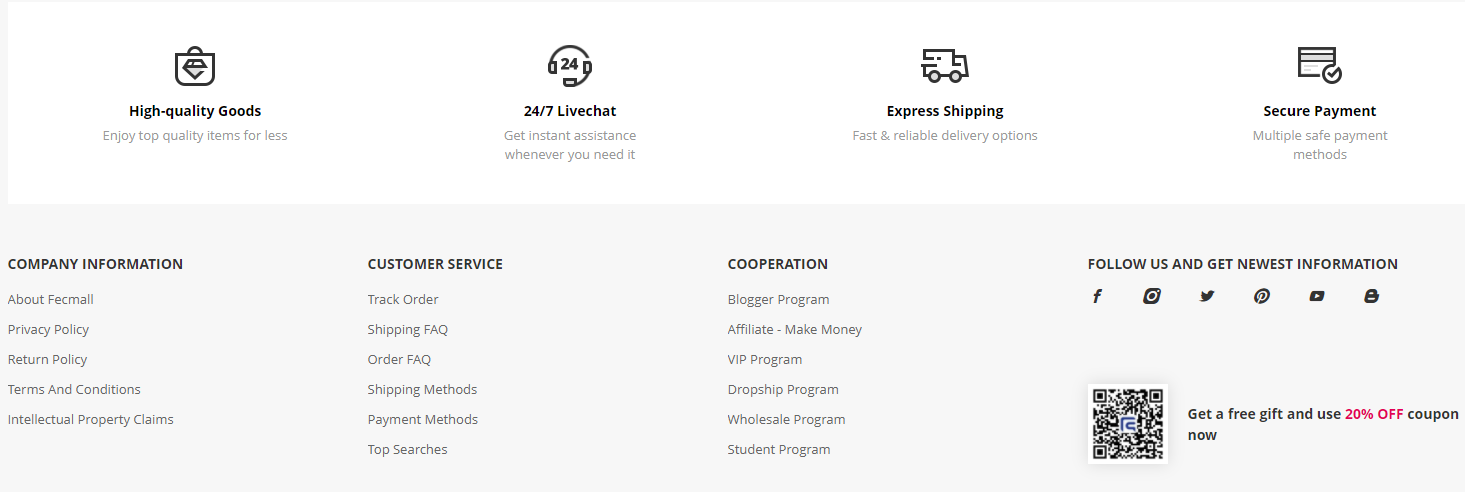 24
High-quality Goods
Enjoy top quality items for less
24/7 Livechat
Get instant assistance
whenever you need it
Express Shipping
Fast & reliable delivery options
Secure Payment
Multiple safe payment
methods
COMPANY INFORMATION
About Fecmall
Privacy Policy
Return Policy
Terms And Conditions
Intellectual Property Claims
CUSTOMER SERVICE
Track Order
Shipping FAQ
Order FAQ
Shipping Methods
Payment Methods
Top Searches
COOPERATION
Blogger Program
Affiliate - Make Money
VIP Program
Dropship Program
Wholesale Program
Student Program
FOLLOW US AND GET NEWEST INFORMATION
Get a free gift and use 20% OFF coupon
now